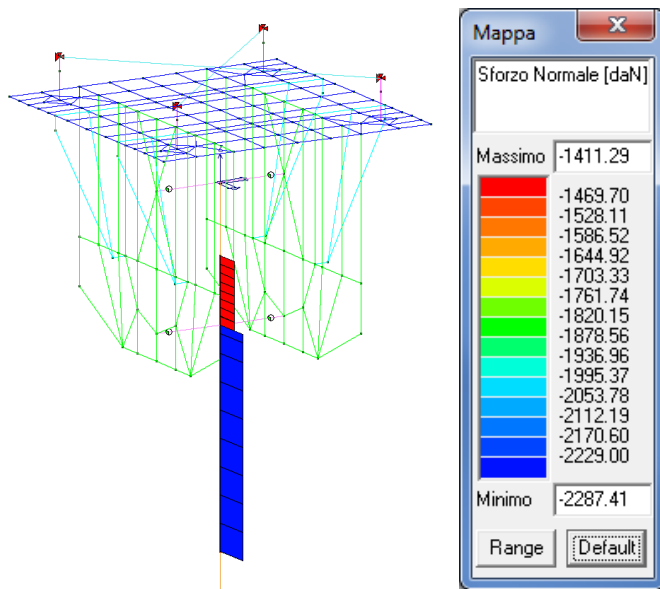 Mappa
Sforzo Normale [daN]
Massimo -1411.29
-1469.70
-1528.11
-1586.52
-1644.92
-1703.33
-1761.74
-1820.15
-1878.56
-1936.96
-1995.37
-2053.78
-2112.19
-2170.60
-2229.00
Minimo -2287.41
Range Default